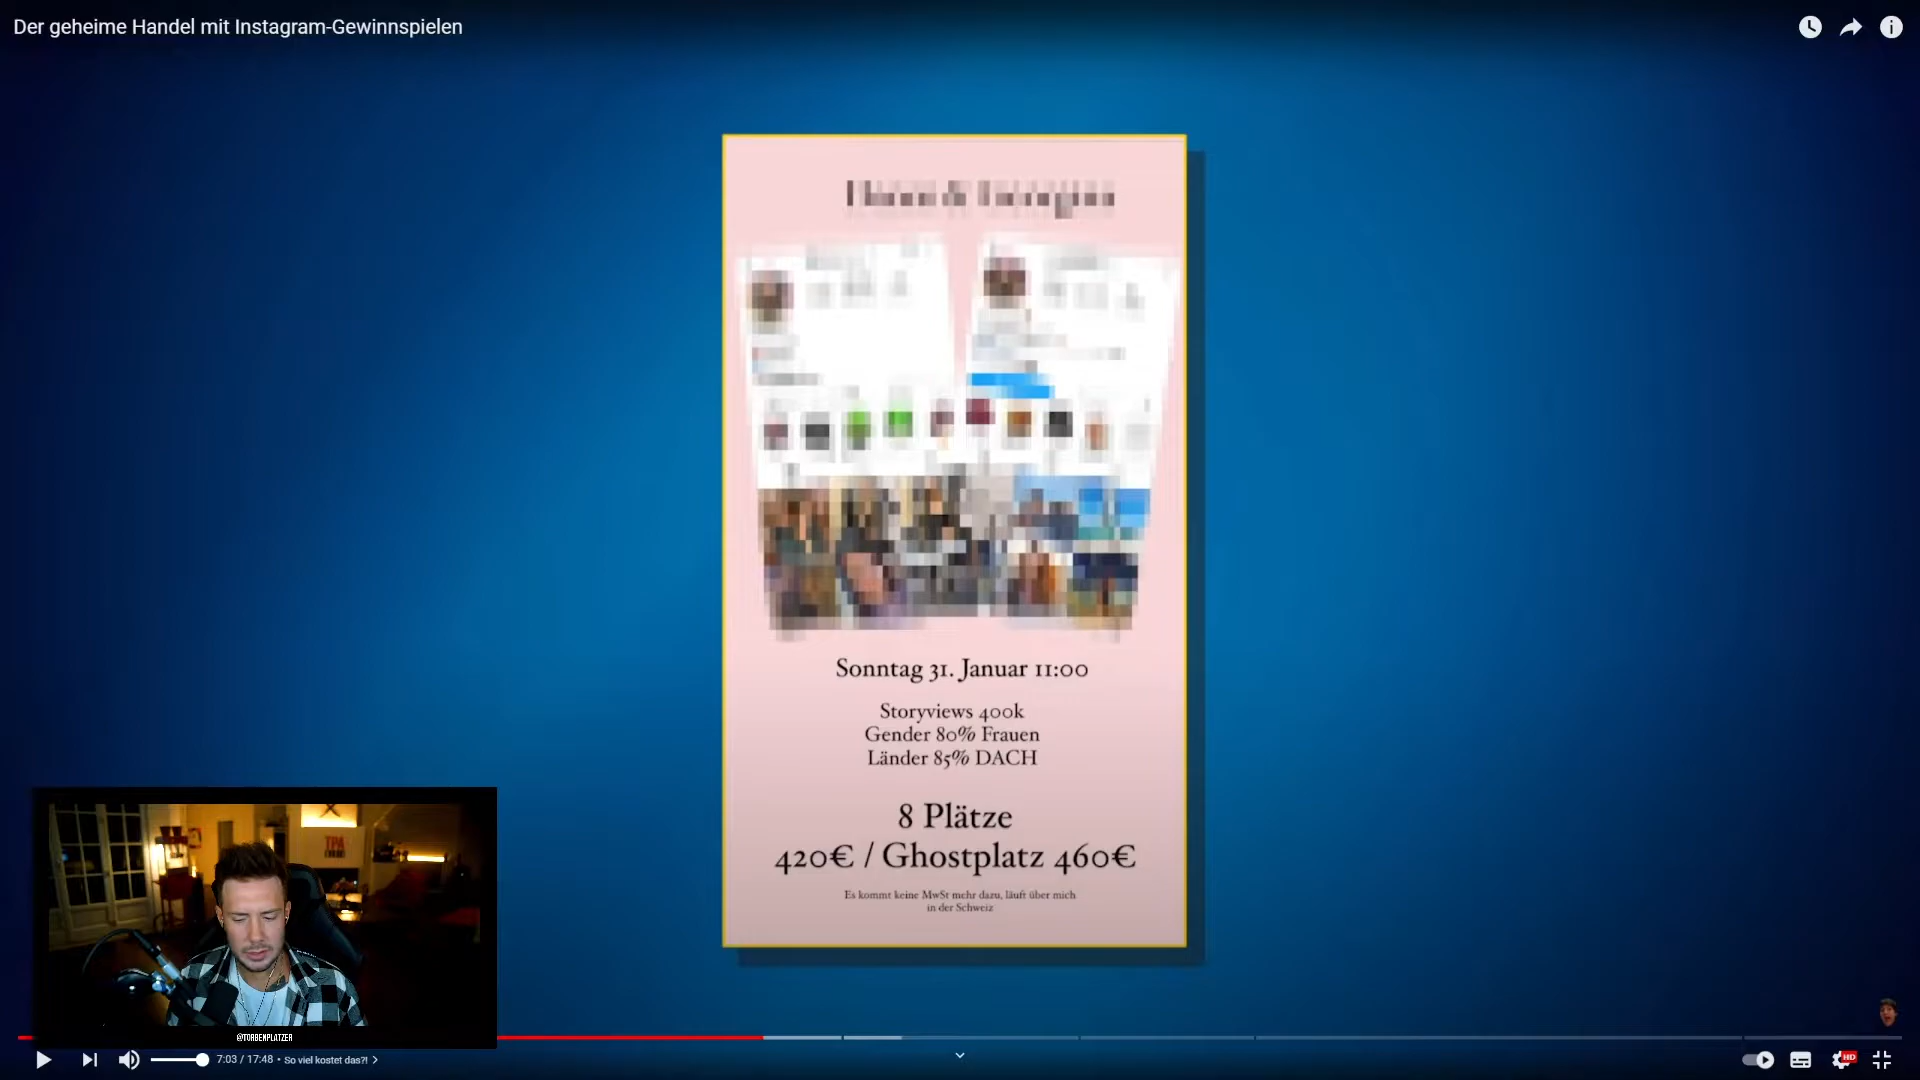 Der geheime Handel mit Instagram-Gewinnspielen
Sonntag 31. Januar 11:00
Storyviews 400k
Gender 80% Frauen
Länder 85% DACH
8 Plätze
420€ / Ghostplatz 460€
Es kommt keine MwSt mehr dazu, läuft über mich
in der Schweiz
TPA
@TORBENPLATZER
7:03 / 17:48 • So viel kostet das?!
HD